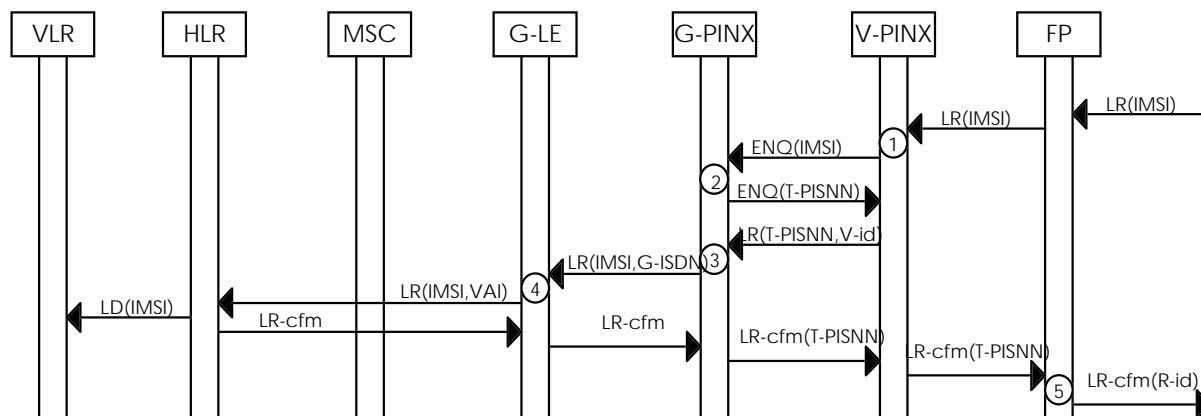 VLR HLR MSC G-LE G-PINX V-PINX FP
LR(IMSI)
LR(IMSI)
1
ENQ(IMSI)
2
ENQ(T-PISNN)
LR(T-PISNN,V-id)
3
LR(IMSI,G-ISDN)
4
LR(IMSI,VAI)
LD(IMSI)
LR-cfm
LR-cfm
LR-cfm(T-PISNN)
LR-cfm(T-PISNN)
5
LR-cfm(R-id)